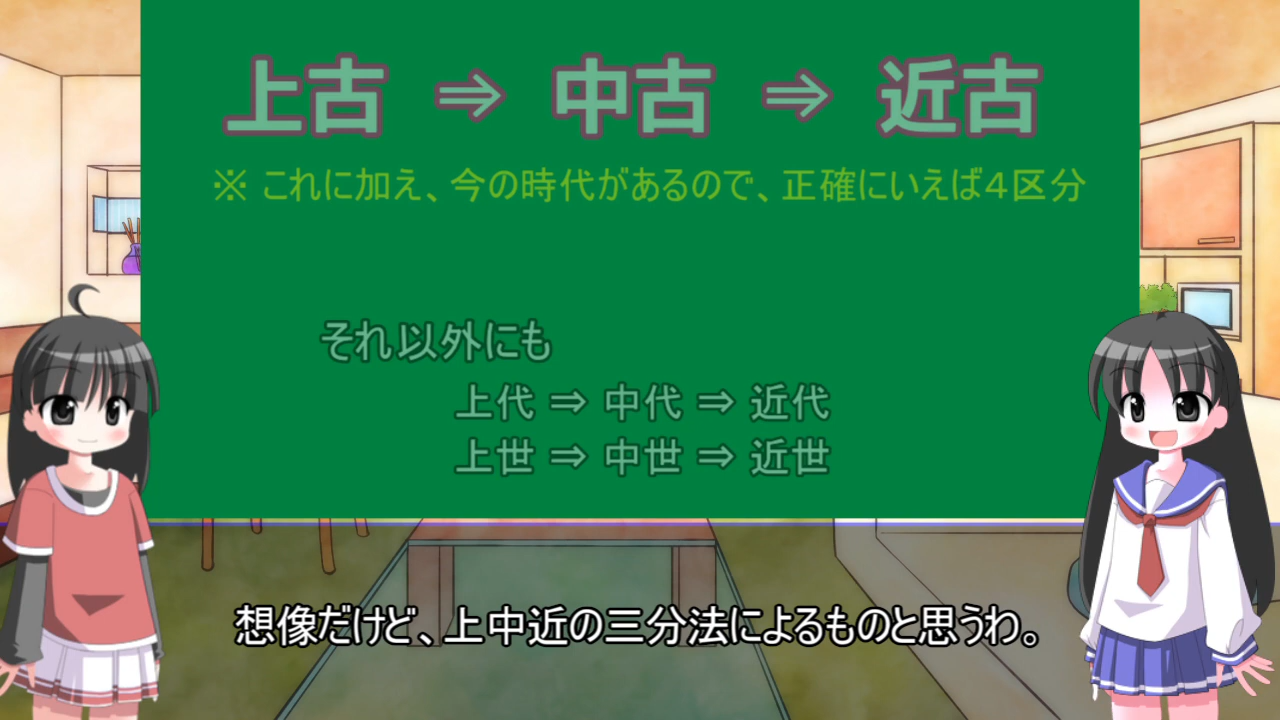 上古 ⇒ 中古 ⇒ 近古
※ これに加え、今の時代があるので、正確にいえば４区分
それ以外にも
上代 ⇒ 中代 ⇒ 近代
上世 ⇒ 中世 ⇒ 近世
想像だけど、上中近の三分法によるものと思うわ。